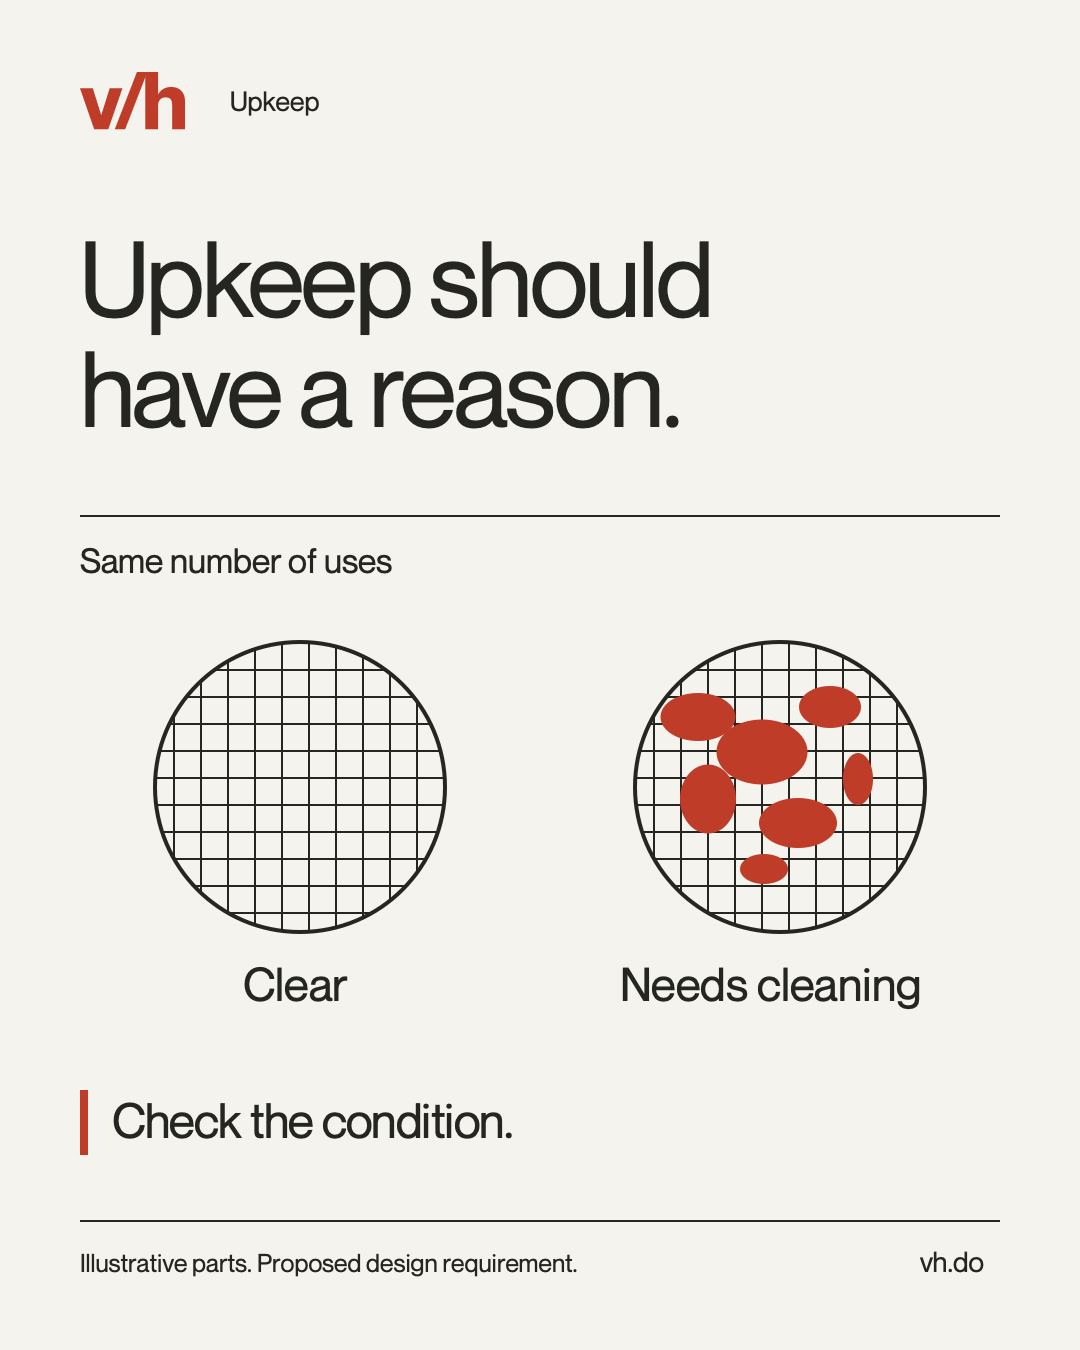 v/h
Upkeep
Upkeep should
have a reason.
Same number of uses
Clear
Needs cleaning
Check the condition.
Illustrative parts. Proposed design requirement.
vh.do